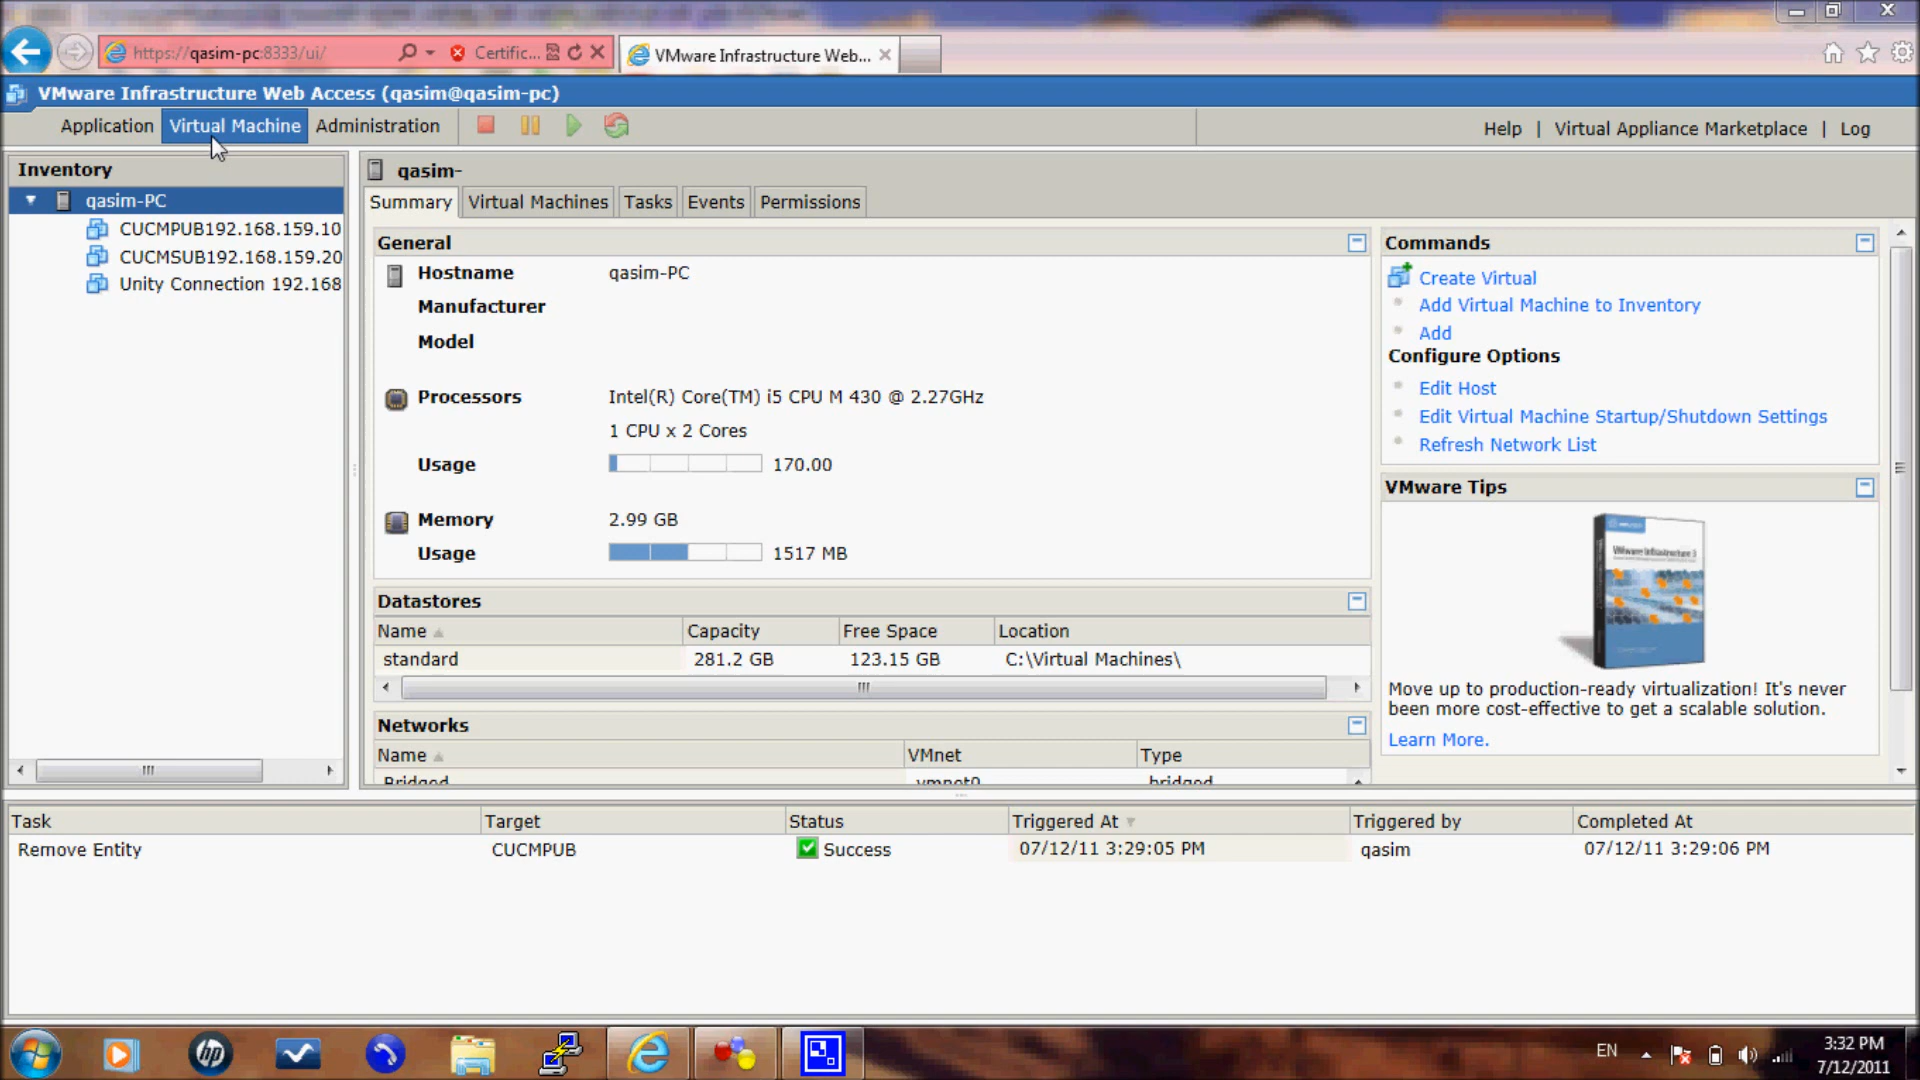 https://qasim-pc:8333/ui/
Certific...
VMware Infrastructure Web...
VMware Infrastructure Web Access (qasim@qasim-pc)
Application
Virtual Machine
Administration
Help | Virtual Appliance Marketplace | Log
Inventory
qasim-PC
CUCMPUB192.168.159.10
CUCMSUB192.168.159.20
Unity Connection 192.168
qasim-
Summary
Virtual Machines
Tasks
Events
Permissions
General
Hostname qasim-PC
Manufacturer
Model
Processors Intel(R) Core(TM) i5 CPU M 430 @ 2.27GHz
1 CPU x 2 Cores
Usage 170.00
Memory 2.99 GB
Usage 1517 MB
Datastores
Name Capacity Free Space Location
standard 281.2 GB 123.15 GB C:\Virtual Machines\
Networks
Name VMnet Type
Bridged vmnet0 bridged
Commands
Create Virtual
Add Virtual Machine to Inventory
Add
Configure Options
Edit Host
Edit Virtual Machine Startup/Shutdown Settings
Refresh Network List
VMware Tips
VMware Infrastructure 3
Move up to production-ready virtualization! It's never
been more cost-effective to get a scalable solution.
Learn More.
Task Target Status Triggered At Triggered by Completed At
Remove Entity CUCMPUB Success 07/12/11 3:29:05 PM qasim 07/12/11 3:29:06 PM
hp
EN
3:32 PM
7/12/2011